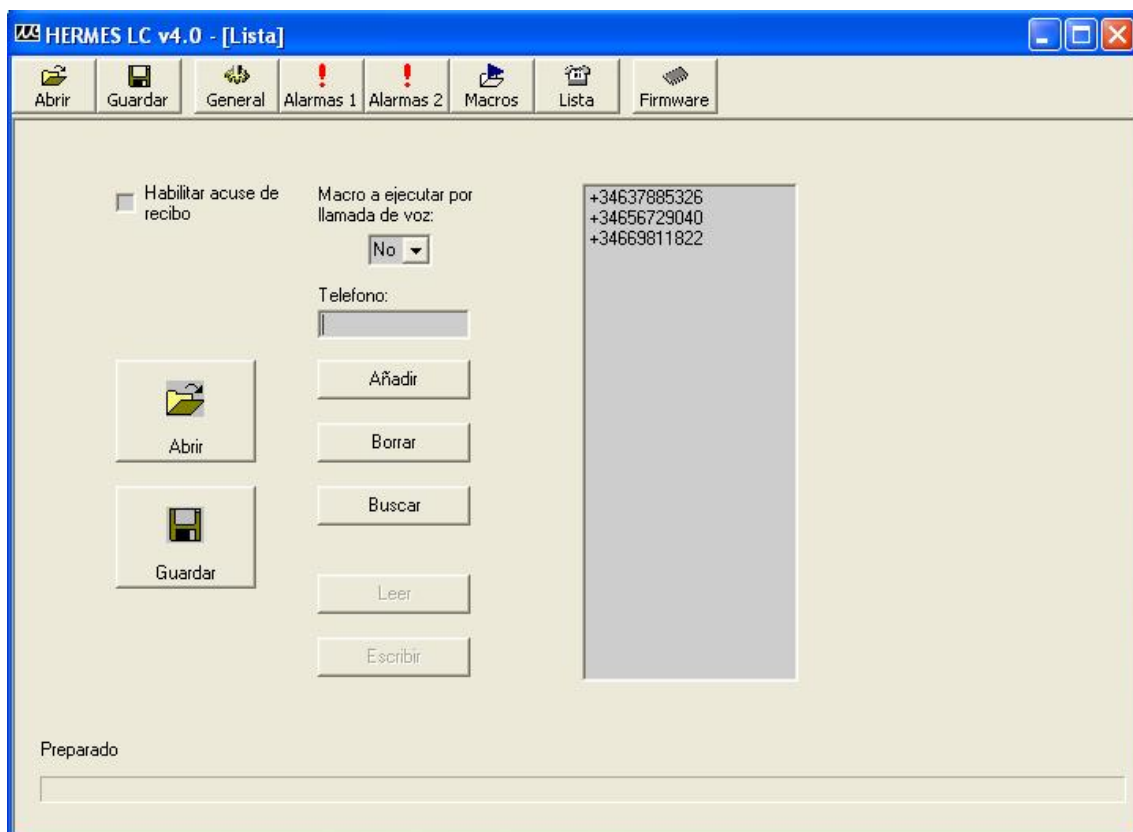 HERMES LC v4.0 - [Lista]
Abrir
Guardar
General
Alarmas 1
Alarmas 2
Macros
Lista
Firmware
Habilitar acuse de
recibo
Macro a ejecutar por
llamada de voz:
No
Telefono:
Añadir
Borrar
Buscar
Leer
Escribir
Abrir
Guardar
+34637885326
+34656729040
+34669811822
Preparado